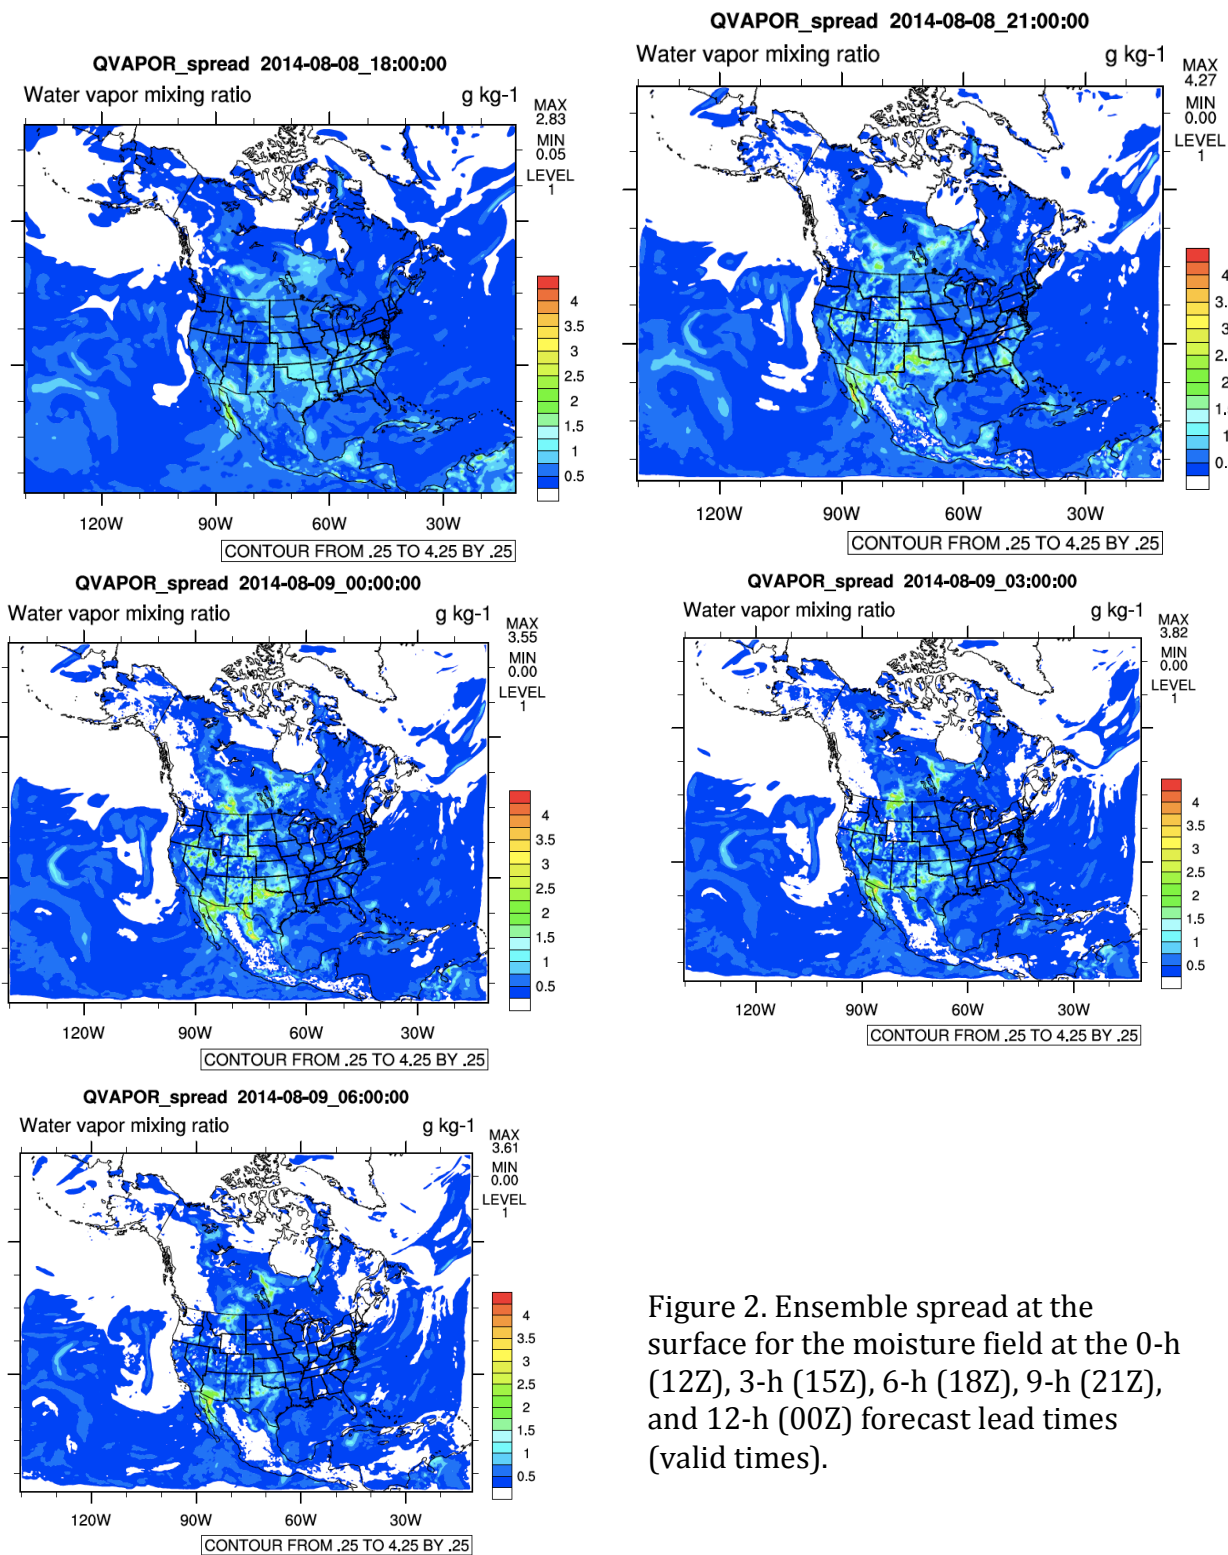 QVAPOR_spread 2014-08-08_18:00:00
Water vapor mixing ratio g kg-1
MAX
2.83
MIN
0.05
LEVEL
1
4
3.5
3
2.5
2
1.5
1
0.5
120W 90W 60W 30W
CONTOUR FROM .25 TO 4.25 BY .25
QVAPOR_spread 2014-08-08_21:00:00
Water vapor mixing ratio g kg-1
MAX
4.27
MIN
0.00
LEVEL
1
4
3.
3
2.
2
1.
1
0.
120W 90W 60W 30W
CONTOUR FROM .25 TO 4.25 BY .25
QVAPOR_spread 2014-08-09_00:00:00
Water vapor mixing ratio g kg-1
MAX
3.55
MIN
0.00
LEVEL
1
4
3.5
3
2.5
2
1.5
1
0.5
120W 90W 60W 30W
CONTOUR FROM .25 TO 4.25 BY .25
QVAPOR_spread 2014-08-09_03:00:00
Water vapor mixing ratio g kg-1
MAX
3.82
MIN
0.00
LEVEL
1
4
3.5
3
2.5
2
1.5
1
0.5
120W 90W 60W 30W
CONTOUR FROM .25 TO 4.25 BY .25
QVAPOR_spread 2014-08-09_06:00:00
Water vapor mixing ratio g kg-1
MAX
3.61
MIN
0.00
LEVEL
1
4
3.5
3
2.5
2
1.5
1
0.5
120W 90W 60W 30W
CONTOUR FROM .25 TO 4.25 BY .25
Figure 2. Ensemble spread at the
surface for the moisture field at the 0-h
(12Z), 3-h (15Z), 6-h (18Z), 9-h (21Z),
and 12-h (00Z) forecast lead times
(valid times).